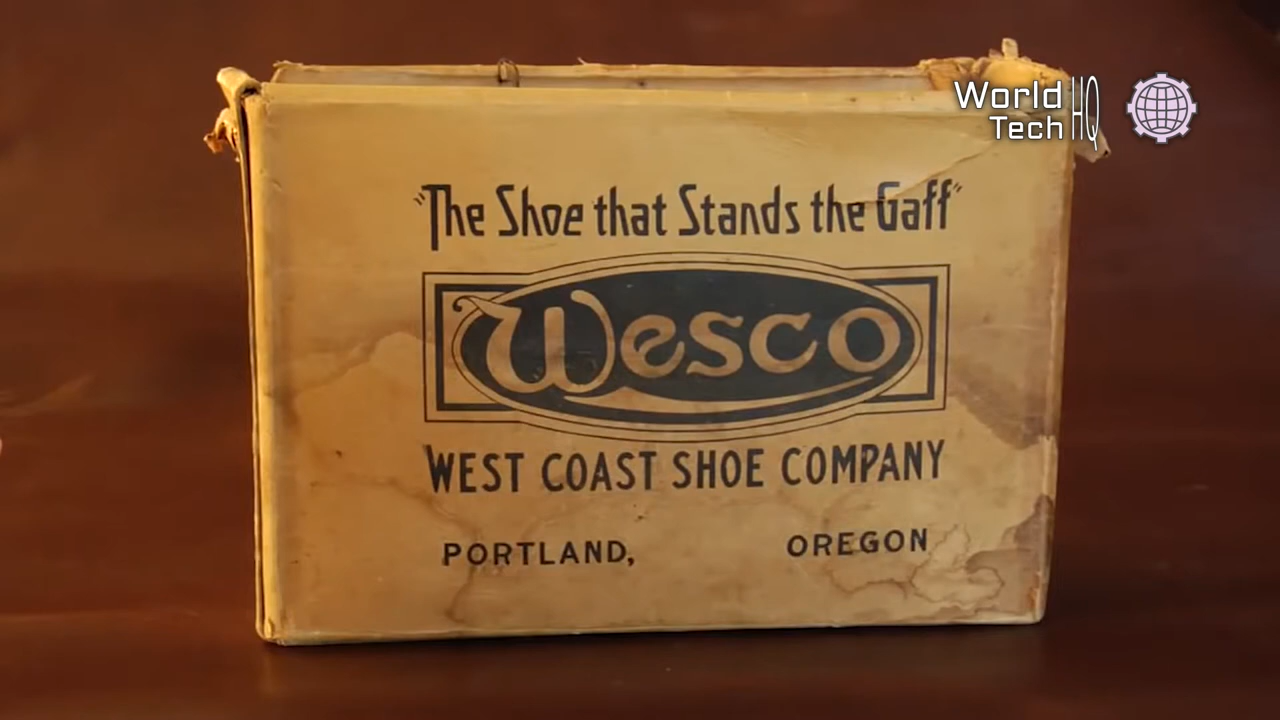 World
Tech HQ
"The Shoe that Stands the Gaff"
Wesco
WEST COAST SHOE COMPANY
PORTLAND, OREGON